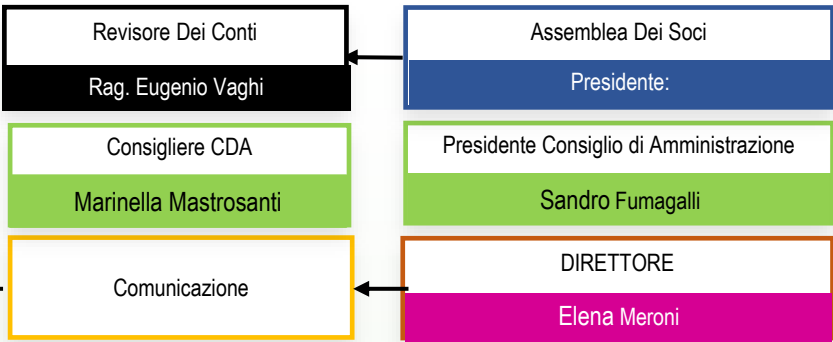 Revisore Dei Conti
Rag. Eugenio Vaghi
Assemblea Dei Soci
Presidente:
Consigliere CDA
Marinella Mastrosanti
Presidente Consiglio di Amministrazione
Sandro Fumagalli
Comunicazione
DIRETTORE
Elena Meroni